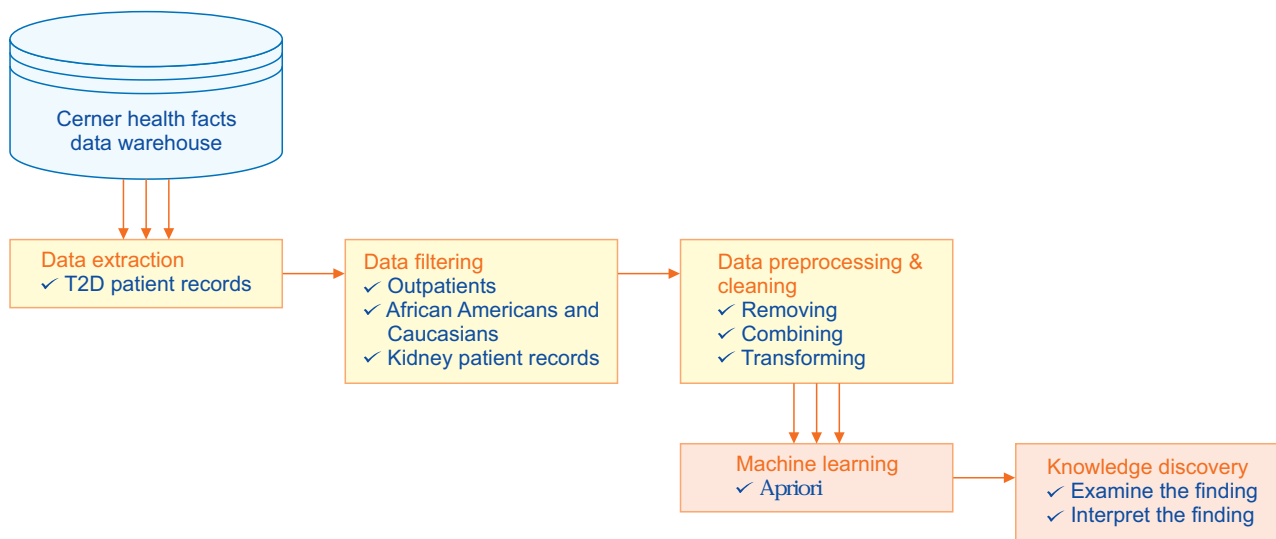 Cerner health facts
data warehouse
Data extraction
✓ T2D patient records
Data filtering
✓ Outpatients
✓ African Americans and
Caucasians
✓ Kidney patient records
Data preprocessing &
cleaning
✓ Removing
✓ Combining
✓ Transforming
Machine learning
✓ Apriori
Knowledge discovery
✓ Examine the finding
✓ Interpret the finding